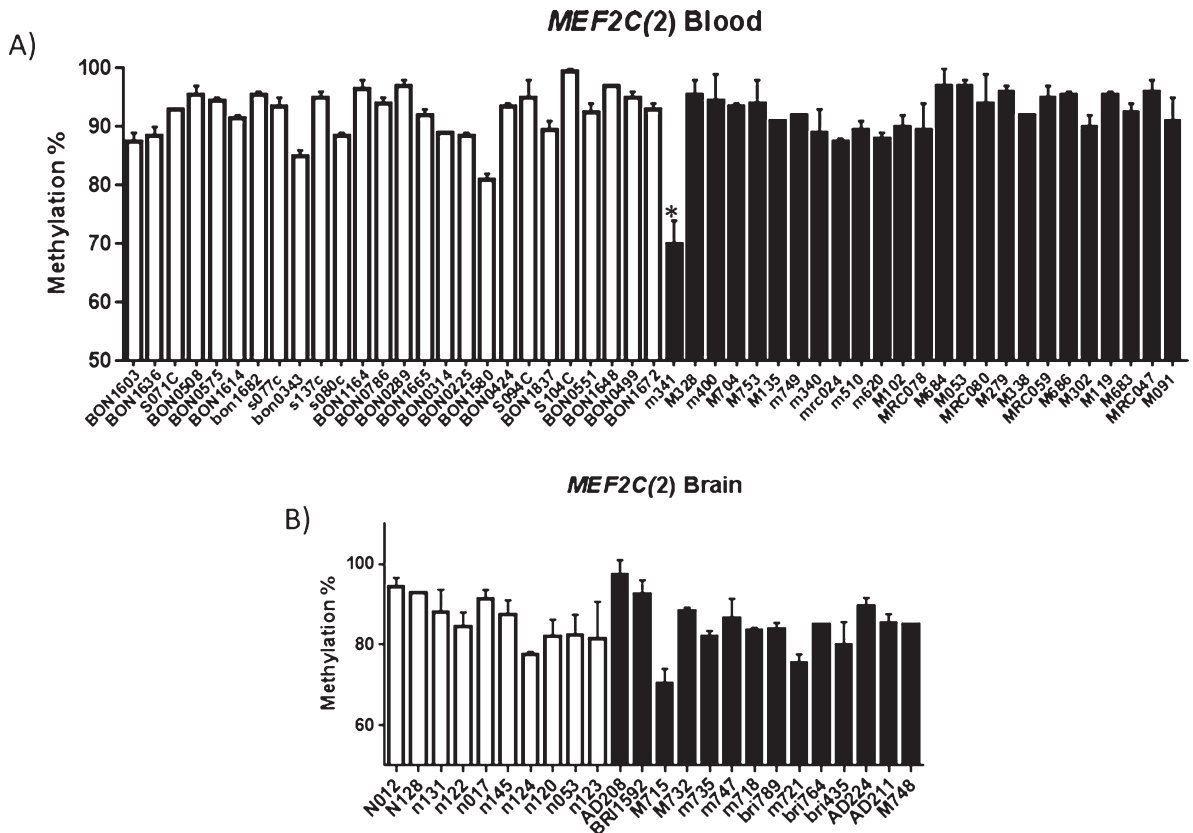 MEF2C(2) Blood
A)
Methylation %
100
90
80
70
60
50
*
BON1603
BON1636
S071C
BON0508
BON0575
BON1614
bon1682
s077c
bon0343
s137c
s080c
BON1164
BON0786
BON0289
BON1665
BON0314
BON0225
BON1580
BON0424
S094C
BON1837
S104C
BON0551
BON1648
BON0499
BON1672
m341
M328
m400
M704
M753
M135
m749
m340
mrc024
m510
m620
M102
MRC078
M684
M053
MRC080
M279
M338
MRC059
M686
M302
M119
M683
MRC047
M091
MEF2C(2) Brain
B)
Methylation %
100
80
60
N012
N128
n131
n122
n017
n145
n124
n120
n053
n123
AD208
BRI1592
M715
M732
m735
m747
m718
bri789
m721
bri764
bri435
AD224
AD211
M748